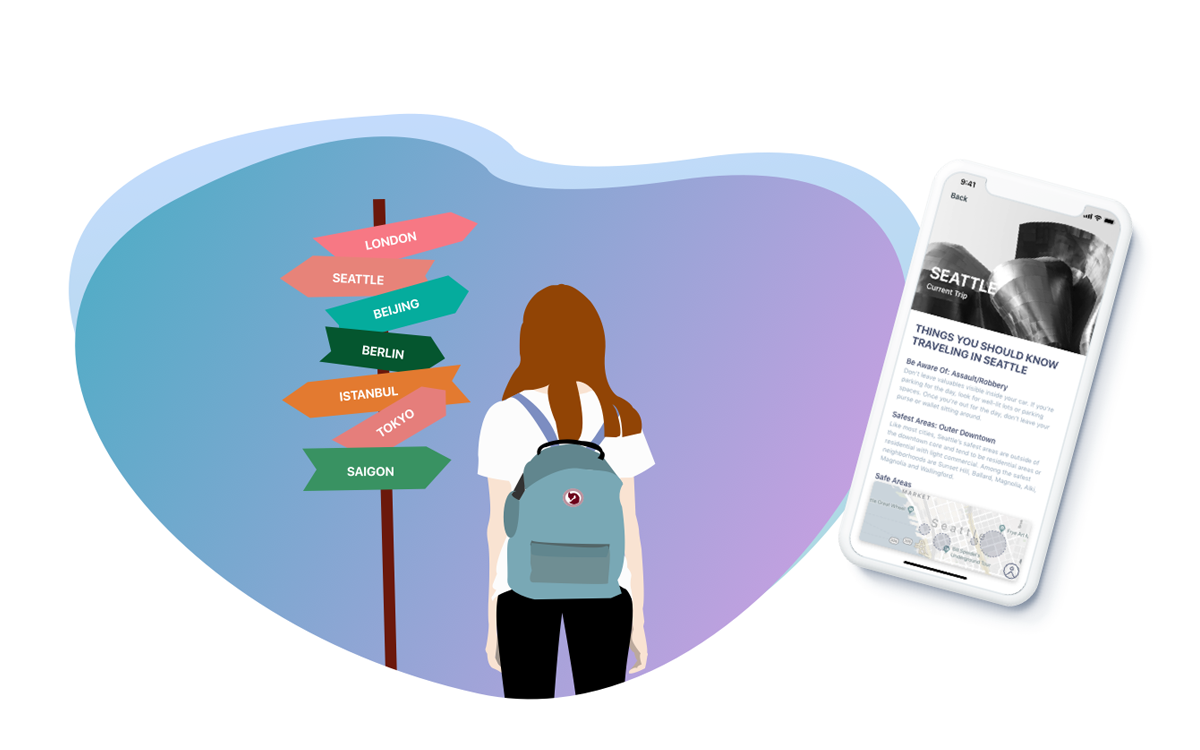 LONDON
SEATTLE
BEIJING
BERLIN
ISTANBUL
TOKYO
SAIGON
9:41
Back
SEATTLE
Current Trip
THINGS YOU SHOULD KNOW
TRAVELING IN SEATTLE
Be Aware Of: Assault/Robbery
Don't leave valuables visible inside your car. If you're
parking for the day, look for well-lit lots or parking
spaces. Once you're out for the day, don't leave your
purse or wallet sitting around.
Safest Areas: Outer Downtown
Like most cities, Seattle's safest areas are outside of
the downtown core and tend to be residential areas or
residential with light commercial. Among the safest
neighborhoods are Sunset Hill, Ballard, Magnolia, Alki,
Magnolia and Wallingford.
Safe Areas
MARKET
Seattle
Great Wheel
Underground Tour